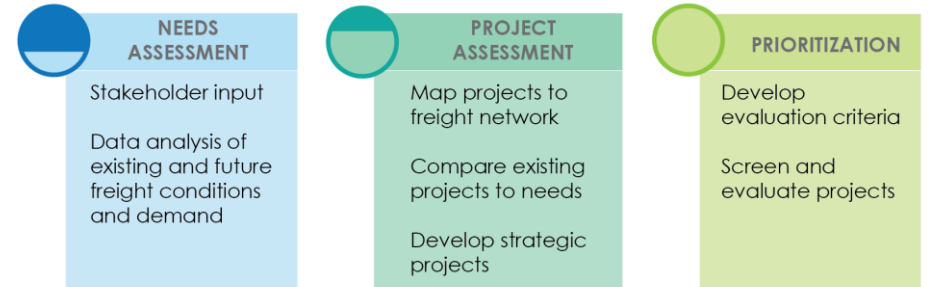 NEEDS
ASSESSMENT
Stakeholder input
Data analysis of
existing and future
freight conditions
and demand
PROJECT
ASSESSMENT
Map projects to
freight network
Compare existing
projects to needs
Develop strategic
projects
PRIORITIZATION
Develop
evaluation criteria
Screen and
evaluate projects